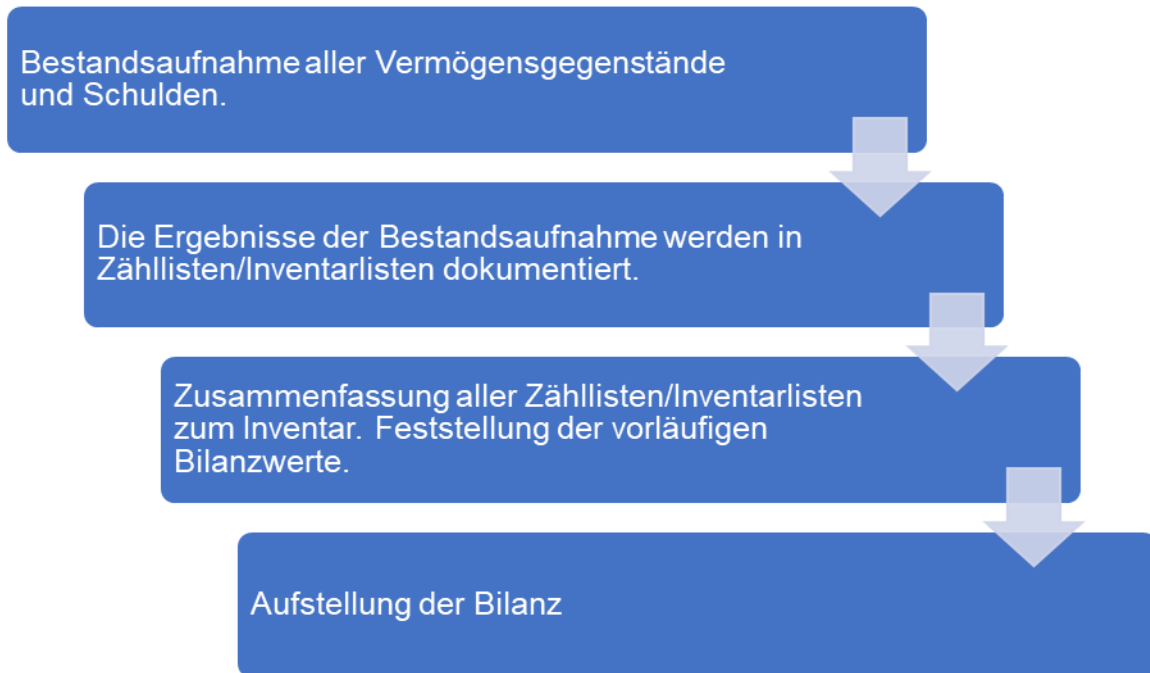 Bestandsaufnahme aller Vermögensgegenstände
und Schulden.
Die Ergebnisse der Bestandsaufnahme werden in
Zähllisten/Inventarlisten dokumentiert.
Zusammenfassung aller Zähllisten/Inventarlisten
zum Inventar. Feststellung der vorläufigen
Bilanzwerte.
Aufstellung der Bilanz